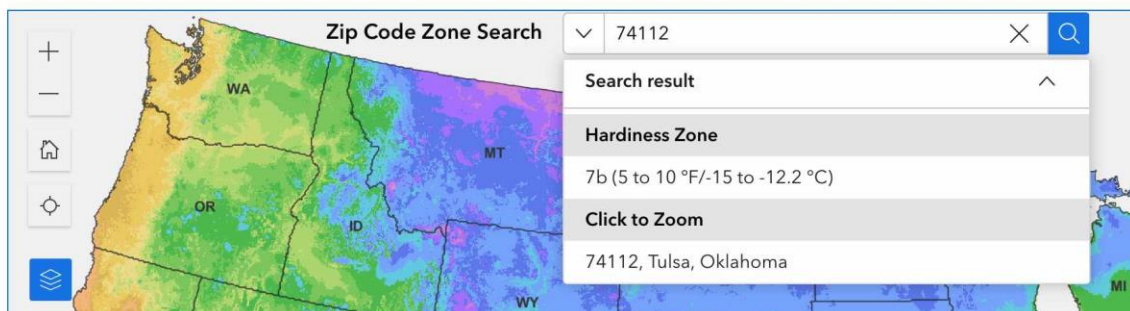 Zip Code Zone Search
74112
Search result
Hardiness Zone
7b (5 to 10 °F/-15 to -12.2 °C)
Click to Zoom
74112, Tulsa, Oklahoma
WA
MT
OR
ID
WY
MI